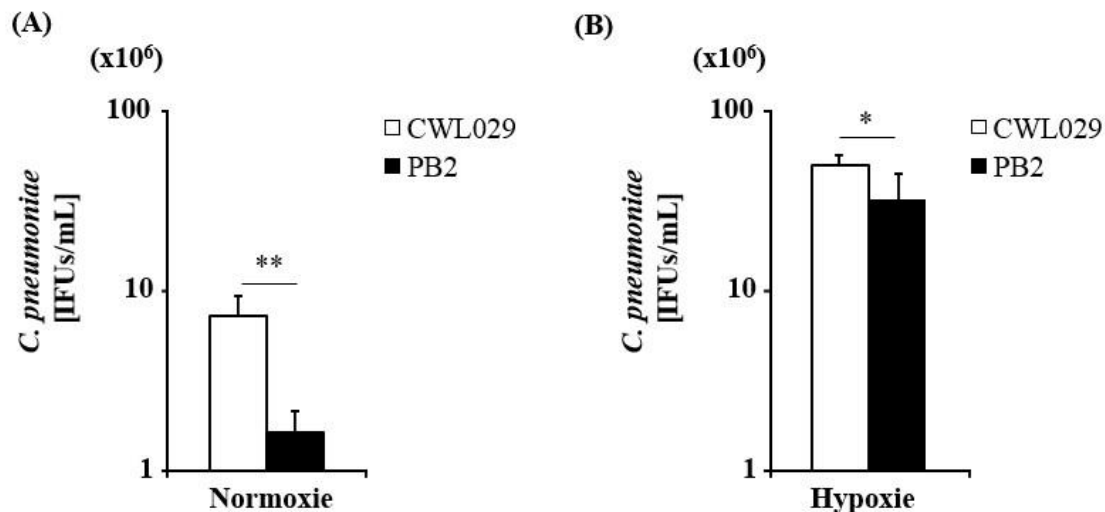 (A)
(x10⁶)
100
10
1
C. pneumoniae
[IFUs/mL]
CWL029
PB2
**
Normoxie
(B)
(x10⁶)
100
10
1
C. pneumoniae
[IFUs/mL]
CWL029
PB2
*
Hypoxie